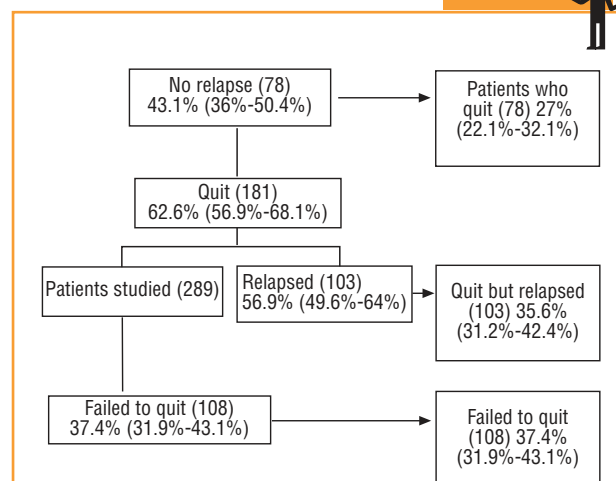 No relapse (78)
43.1% (36%-50.4%)
Patients who
quit (78) 27%
(22.1%-32.1%)
Quit (181)
62.6% (56.9%-68.1%)
Patients studied (289)
Relapsed (103)
56.9% (49.6%-64%)
Quit but relapsed
(103) 35.6%
(31.2%-42.4%)
Failed to quit (108)
37.4% (31.9%-43.1%)
Failed to quit
(108) 37.4%
(31.9%-43.1%)